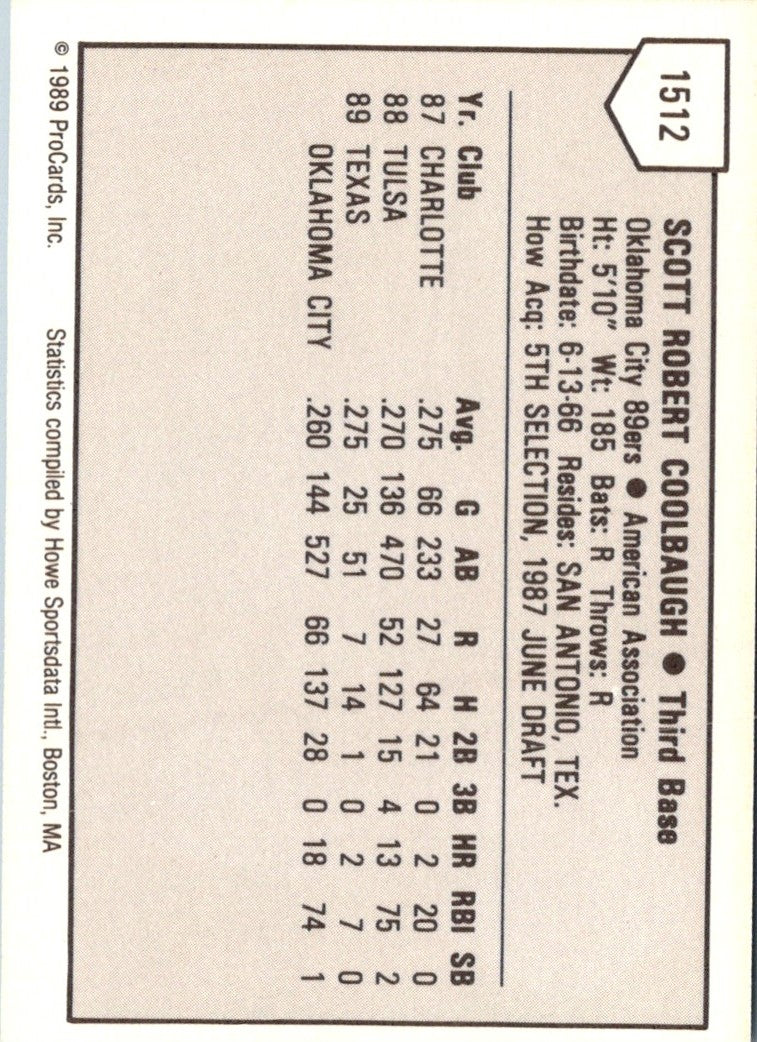 1512
SCOTT ROBERT COOLBAUGH ● Third Base
Oklahoma City 89ers ● American Association
Ht: 5'10" Wt: 185 Bats: R Throws: R
Birthdate: 6-13-66 Resides: SAN ANTONIO, TEX.
How Acq: 5TH SELECTION, 1987 JUNE DRAFT
Yr. Club Avg. G AB R H 2B 3B HR RBI SB
87 CHARLOTTE .275 66 233 27 64 21 0 2 20 0
88 TULSA .270 136 470 52 127 15 4 13 75 2
89 TEXAS .275 25 51 7 14 1 0 2 7 0
OKLAHOMA CITY .260 144 527 66 137 28 0 18 74 1
© 1989 ProCards, Inc. Statistics compiled by Howe Sportsdata Intl., Boston, MA